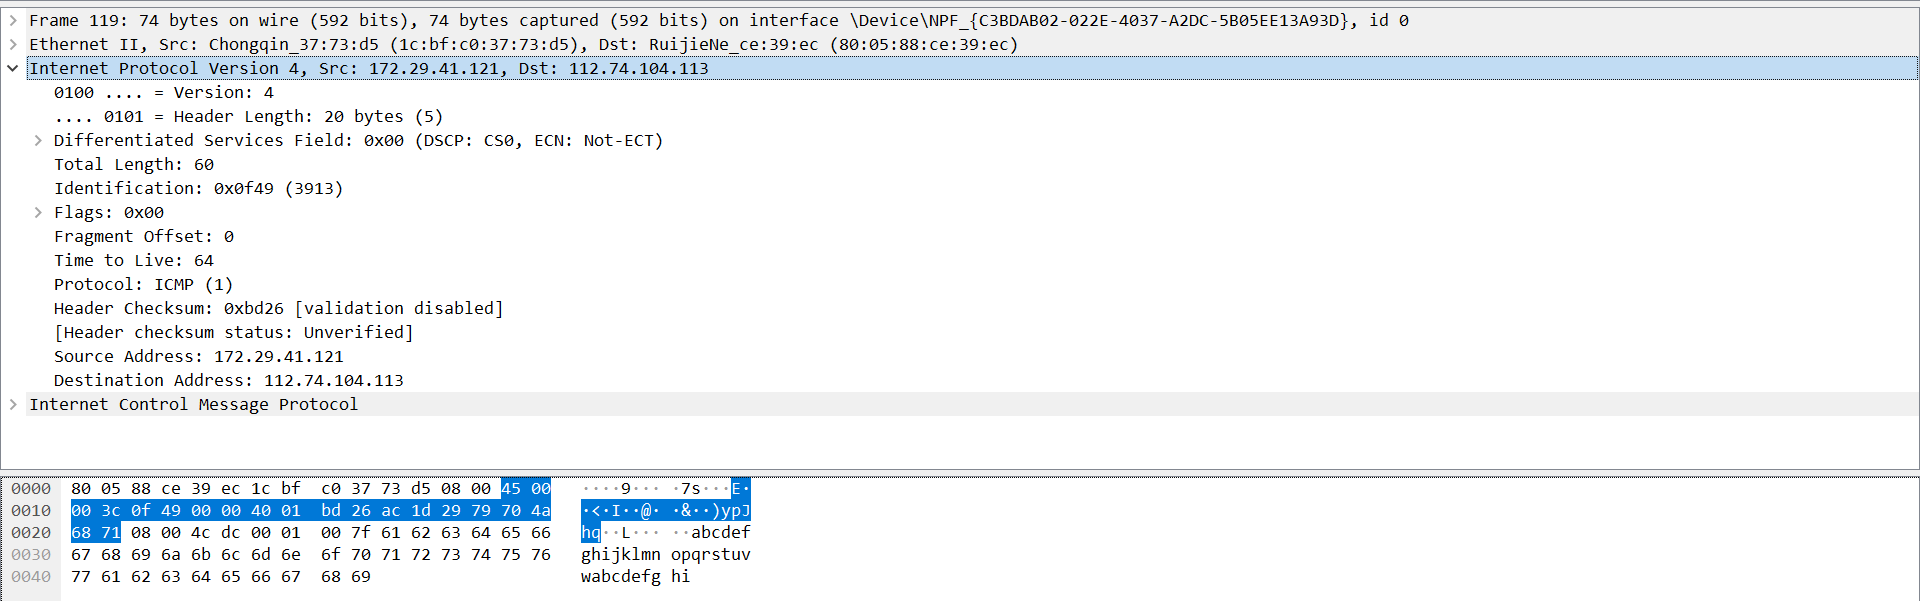 Frame 119: 74 bytes on wire (592 bits), 74 bytes captured (592 bits) on interface \Device\NPF_{C3BDAB02-022E-4037-A2DC-5B05EE13A93D}, id 0
Ethernet II, Src: Chongqin_37:73:d5 (1c:bf:c0:37:73:d5), Dst: RuijieNe_ce:39:ec (80:05:88:ce:39:ec)
Internet Protocol Version 4, Src: 172.29.41.121, Dst: 112.74.104.113
0100 .... = Version: 4
.... 0101 = Header Length: 20 bytes (5)
Differentiated Services Field: 0x00 (DSCP: CS0, ECN: Not-ECT)
Total Length: 60
Identification: 0x0f49 (3913)
Flags: 0x00
Fragment Offset: 0
Time to Live: 64
Protocol: ICMP (1)
Header Checksum: 0xbd26 [validation disabled]
[Header checksum status: Unverified]
Source Address: 172.29.41.121
Destination Address: 112.74.104.113
Internet Control Message Protocol
0000 80 05 88 ce 39 ec 1c bf c0 37 73 d5 08 00 45 00 ····9··· ·7s···E·
0010 00 3c 0f 49 00 00 40 01 bd 26 ac 1d 29 79 70 4a ·<·I··@· ·&··)ypJ
0020 68 71 08 00 4c dc 00 01 00 7f 61 62 63 64 65 66 hq··L··· ··abcdef
0030 67 68 69 6a 6b 6c 6d 6e 6f 70 71 72 73 74 75 76 ghijklmn opqrstuv
0040 77 61 62 63 64 65 66 67 68 69 wabcdefg hi